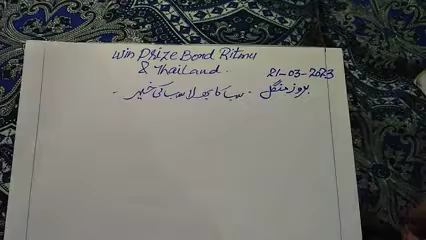 Win Prize Bond Ritmu
& Thailand.
21-03-2023
بروز منگل - سب کا بھلا سب کی خیر -